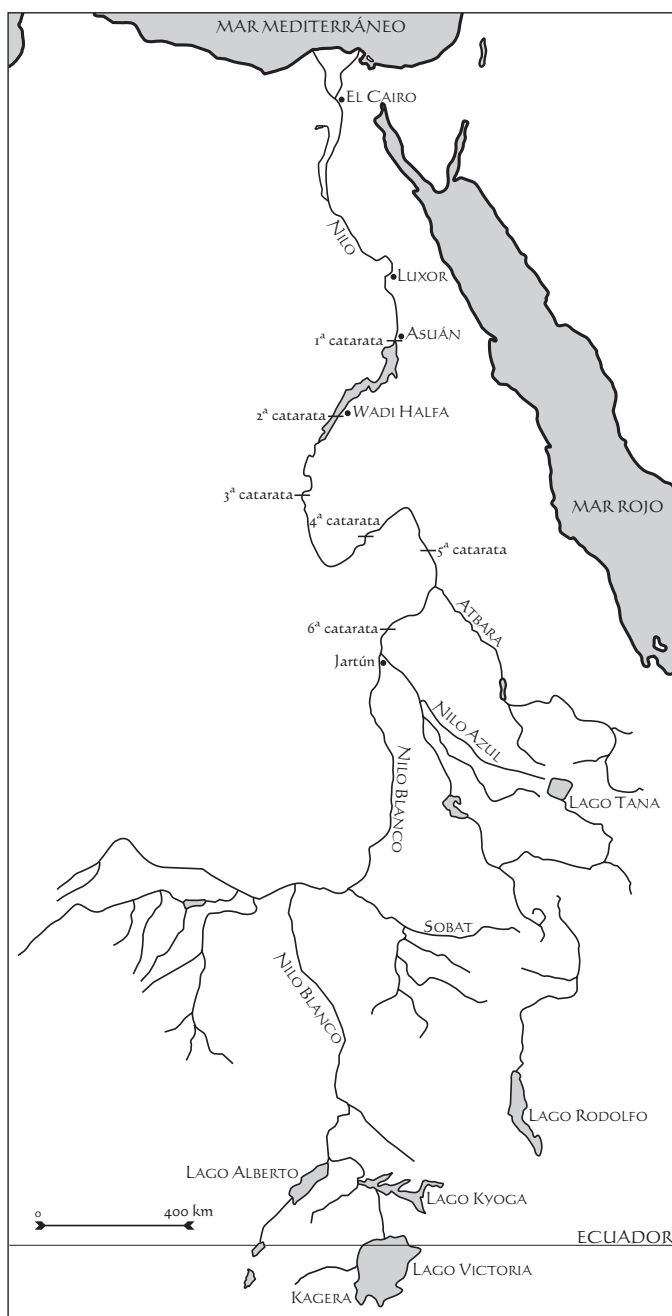 MAR MEDITERRÁNEO
EL CAIRO
NILO
LUXOR
ASUÁN
1ª catarata
WADI HALFA
2ª catarata
3ª catarata
MAR ROJO
4ª catarata
5ª catarata
ATBARA
6ª catarata
Jartún
NILO AZUL
NILO BLANCO
LAGO TANA
SOBAT
NILO BLANCO
LAGO RODOLFO
LAGO ALBERTO
LAGO KYOGA
0 400 km
ECUADOR
LAGO VICTORIA
KAGERA